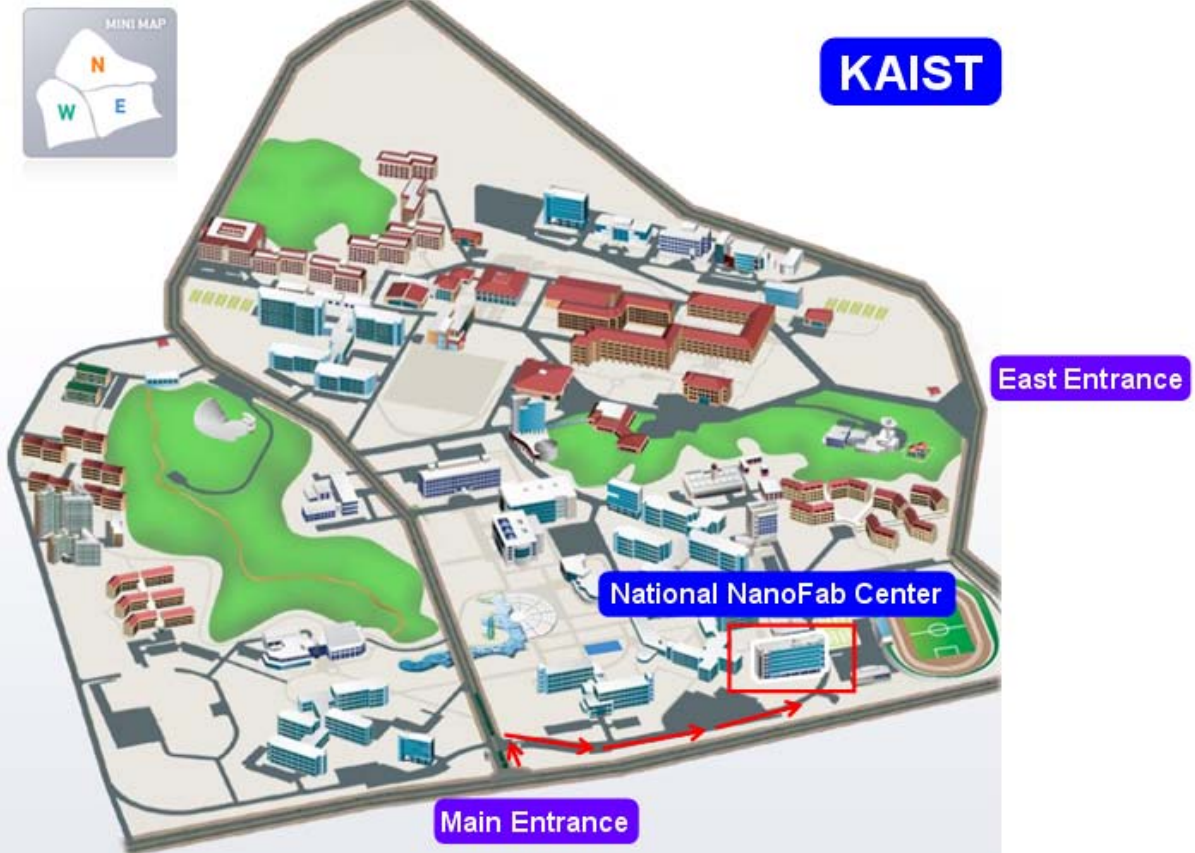 MINI MAP
N
W
E
KAIST
East Entrance
National NanoFab Center
Main Entrance